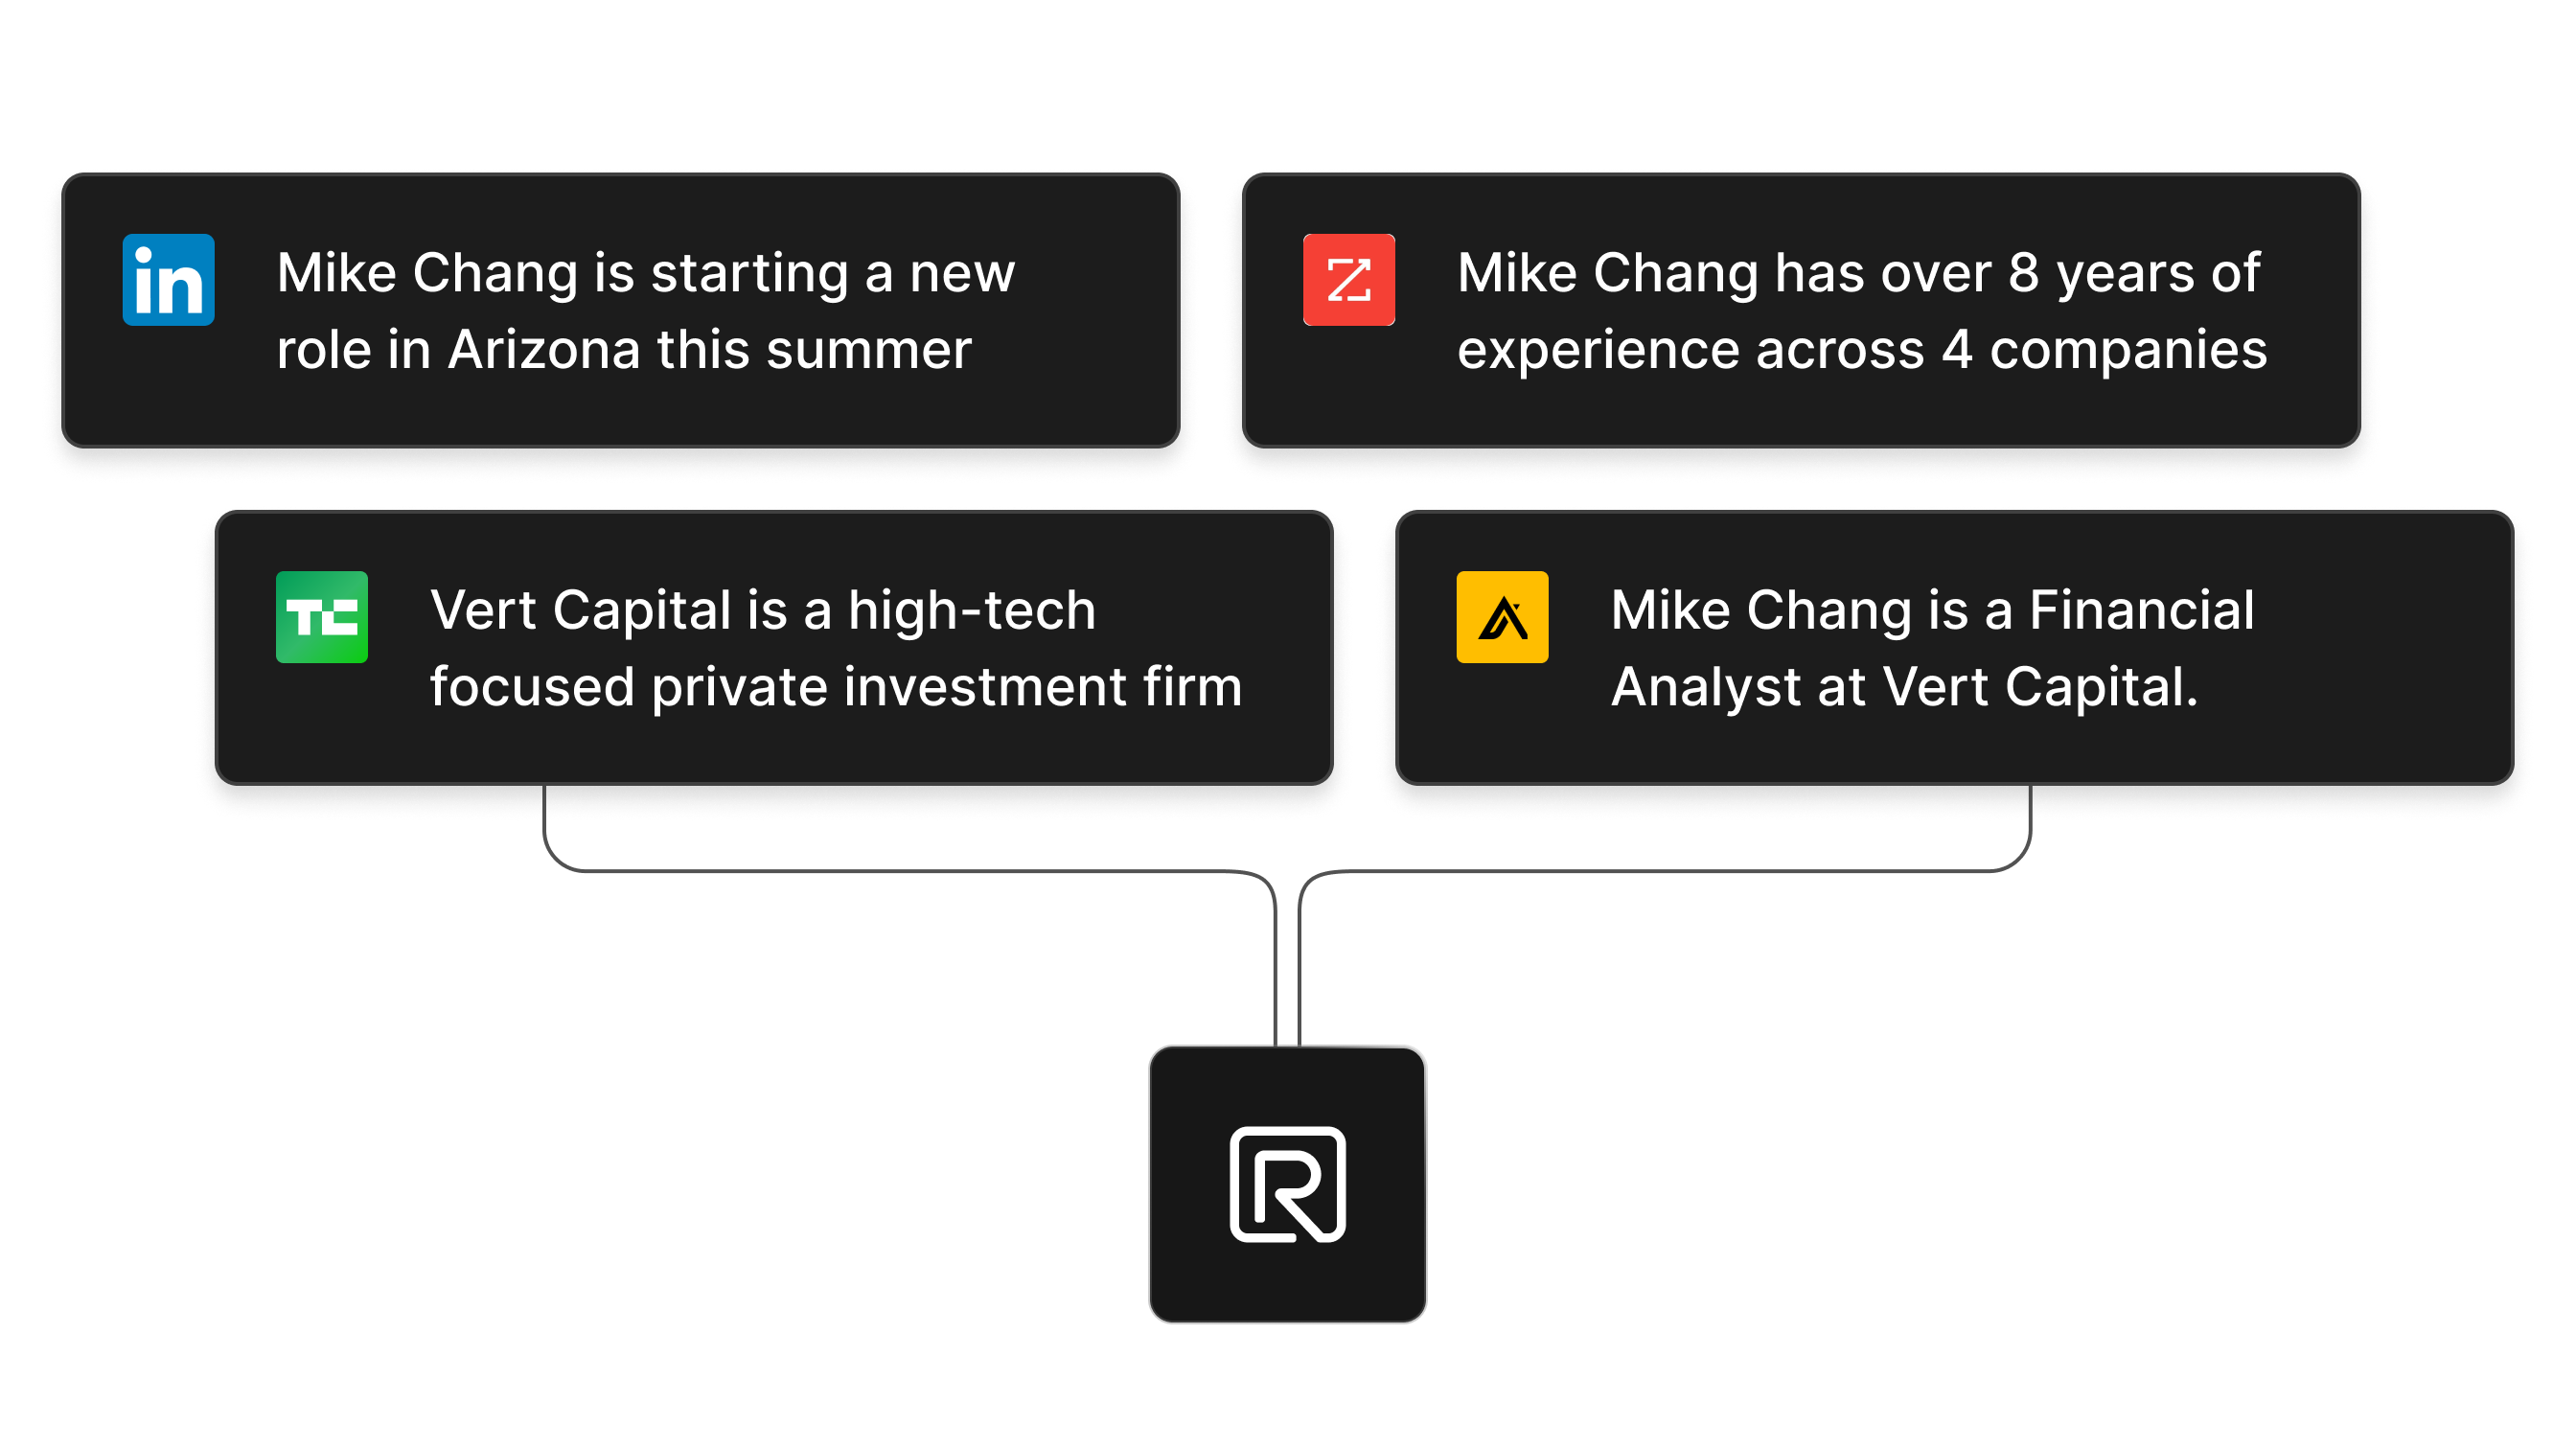 in
Mike Chang is starting a new
role in Arizona this summer
Z
Mike Chang has over 8 years of
experience across 4 companies
TC
Vert Capital is a high-tech
focused private investment firm
Mike Chang is a Financial
Analyst at Vert Capital.
R